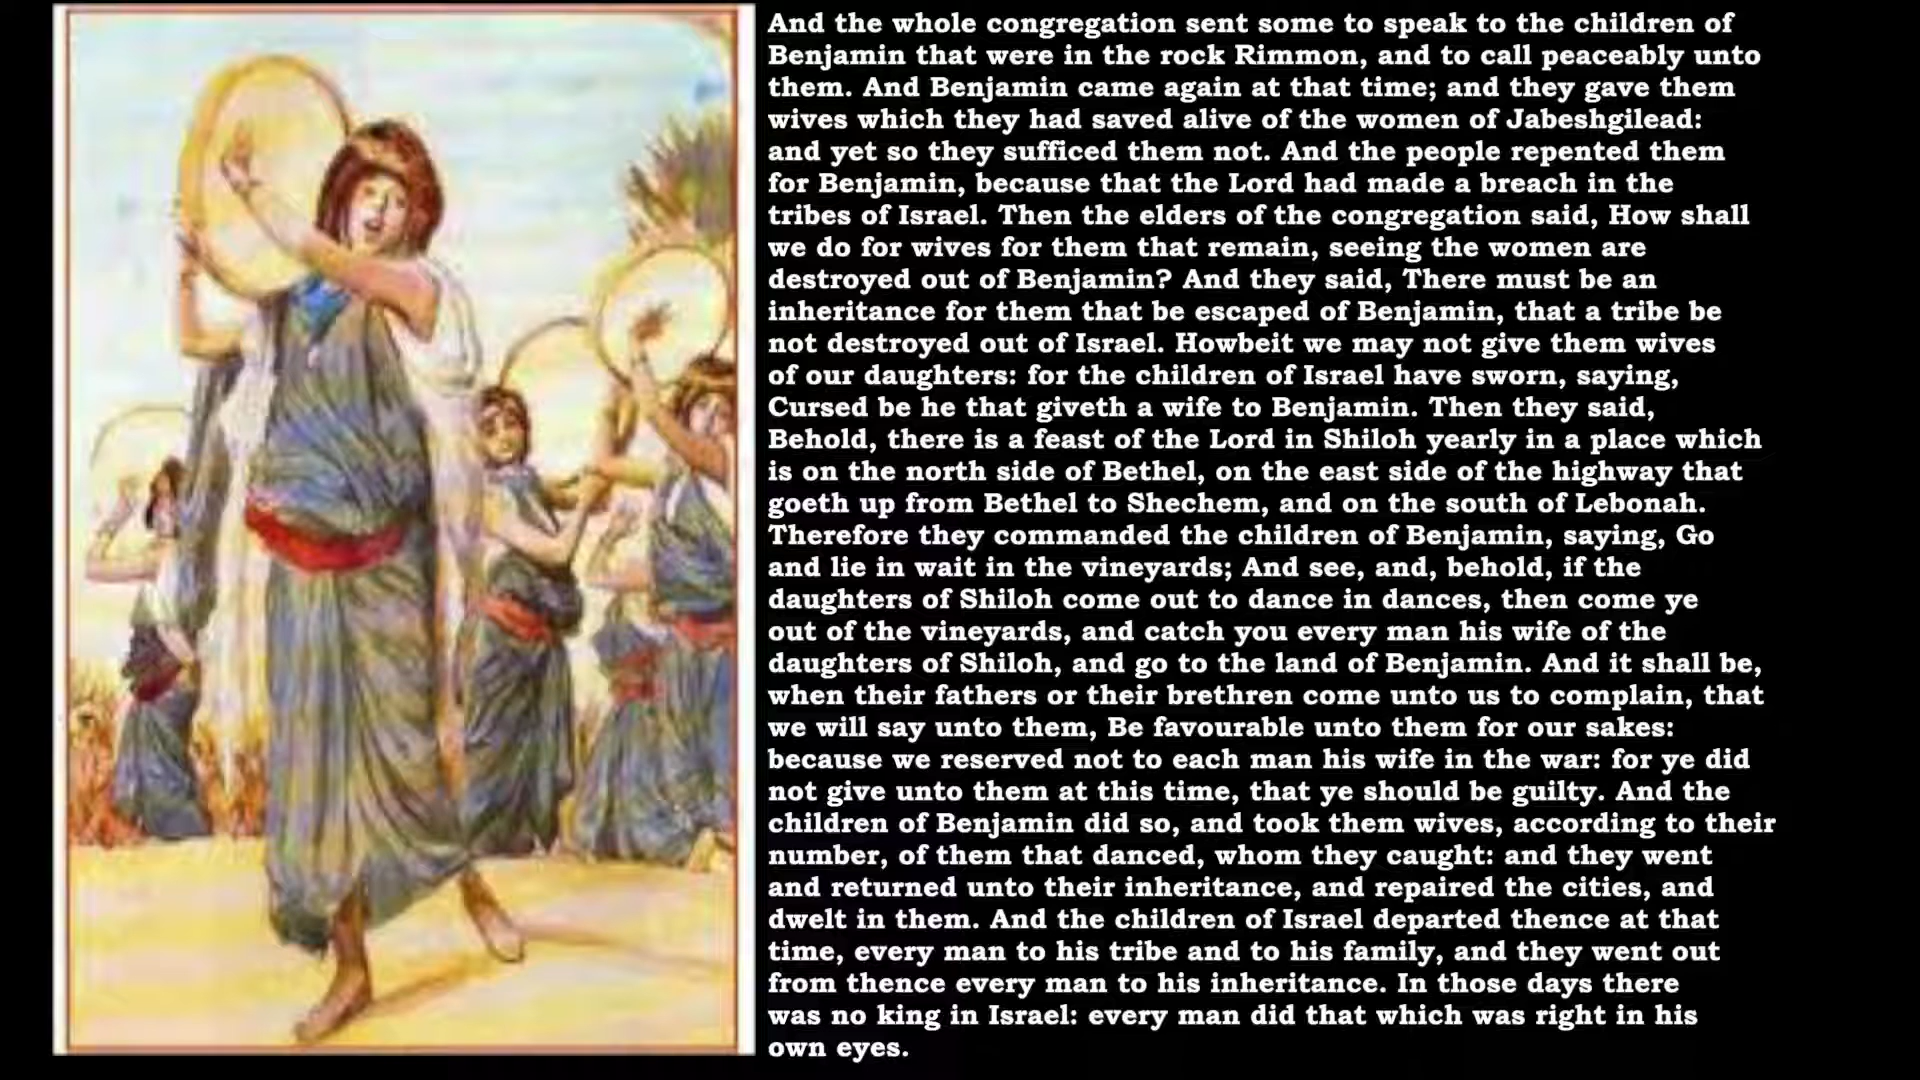 And the whole congregation sent some to speak to the children of
Benjamin that were in the rock Rimmon, and to call peaceably unto
them. And Benjamin came again at that time; and they gave them
wives which they had saved alive of the women of Jabeshgilead:
and yet so they sufficed them not. And the people repented them
for Benjamin, because that the Lord had made a breach in the
tribes of Israel. Then the elders of the congregation said, How shall
we do for wives for them that remain, seeing the women are
destroyed out of Benjamin? And they said, There must be an
inheritance for them that be escaped of Benjamin, that a tribe be
not destroyed out of Israel. Howbeit we may not give them wives
of our daughters: for the children of Israel have sworn, saying,
Cursed be he that giveth a wife to Benjamin. Then they said,
Behold, there is a feast of the Lord in Shiloh yearly in a place which
is on the north side of Bethel, on the east side of the highway that
goeth up from Bethel to Shechem, and on the south of Lebonah.
Therefore they commanded the children of Benjamin, saying, Go
and lie in wait in the vineyards; And see, and, behold, if the
daughters of Shiloh come out to dance in dances, then come ye
out of the vineyards, and catch you every man his wife of the
daughters of Shiloh, and go to the land of Benjamin. And it shall be,
when their fathers or their brethren come unto us to complain, that
we will say unto them, Be favourable unto them for our sakes:
because we reserved not to each man his wife in the war: for ye did
not give unto them at this time, that ye should be guilty. And the
children of Benjamin did so, and took them wives, according to their
number, of them that danced, whom they caught: and they went
and returned unto their inheritance, and repaired the cities, and
dwelt in them. And the children of Israel departed thence at that
time, every man to his tribe and to his family, and they went out
from thence every man to his inheritance. In those days there
was no king in Israel: every man did that which was right in his
own eyes.